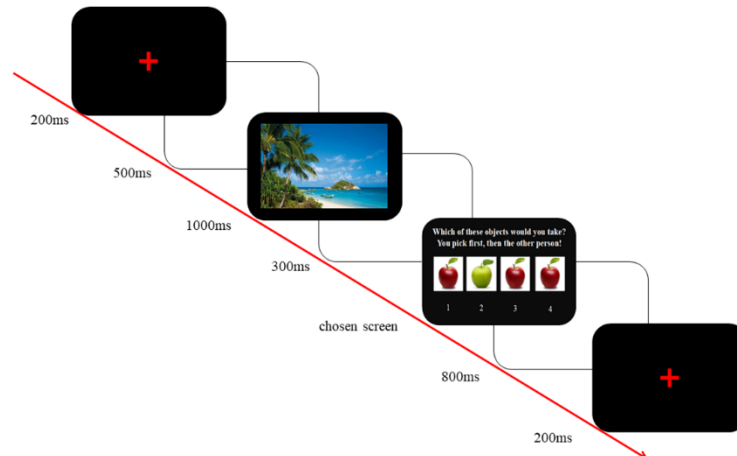 200ms
500ms
1000ms
300ms
Which of these objects would you take?
You pick first, then the other person!
1 2 3 4
chosen screen
800ms
200ms